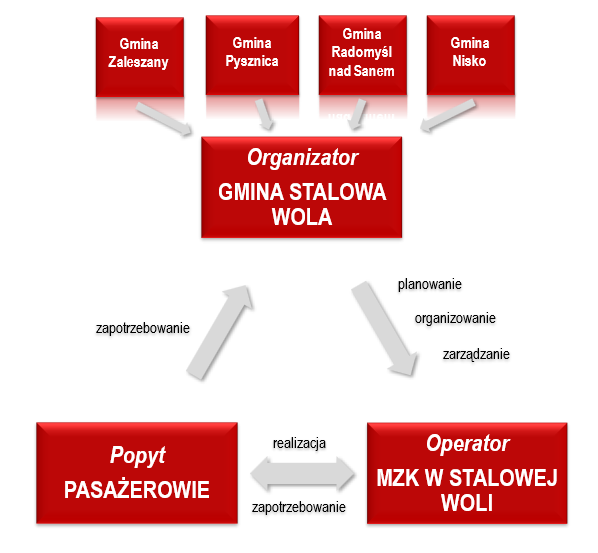 Gmina
Zaleszany
Gmina
Pysznica
Gmina
Radomyśl
nad Sanem
Gmina
Nisko
Organizator
GMINA STALOWA
WOLA
planowanie
organizowanie
zarządzanie
zapotrzebowanie
Popyt
PASAŻEROWIE
realizacja
zapotrzebowanie
Operator
MZK W STALOWEJ
WOLI